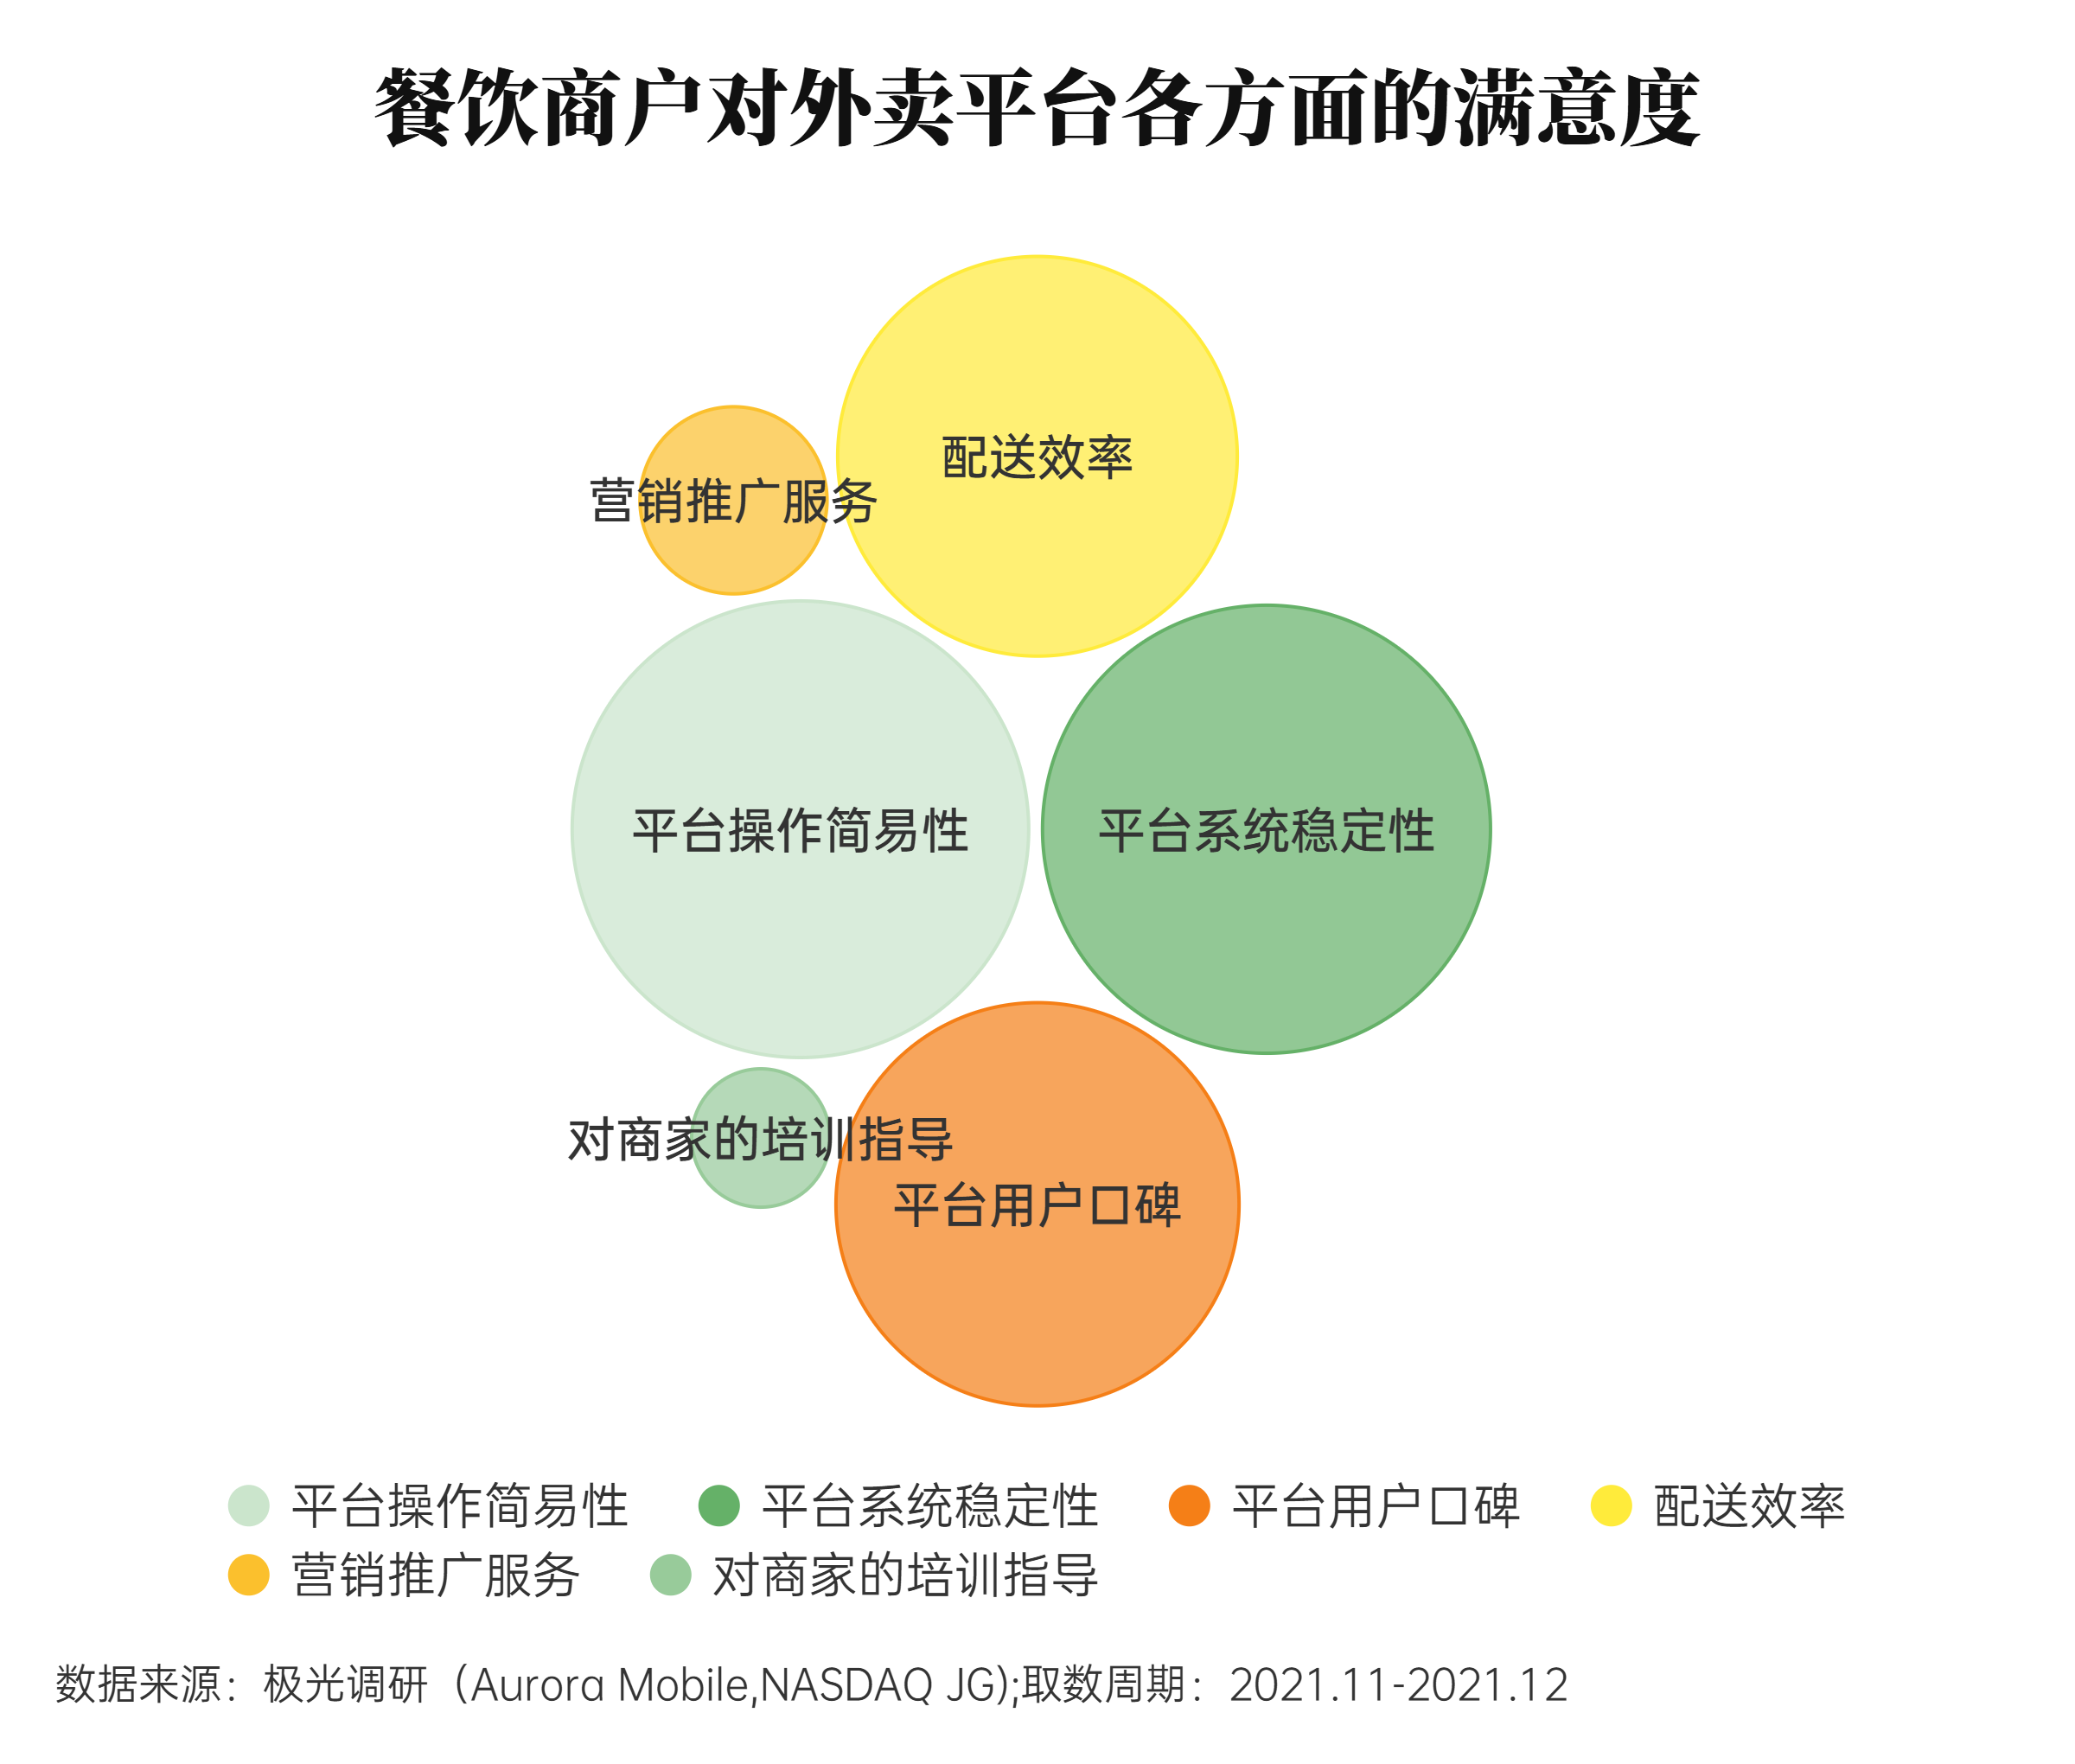 餐饮商户对外卖平台各方面的满意度
配送效率
营销推广服务
平台操作简易性
平台系统稳定性
对商家的培训指导
平台用户口碑
平台操作简易性 平台系统稳定性 平台用户口碑 配送效率
营销推广服务 对商家的培训指导
数据来源：极光调研（Aurora Mobile,NASDAQ JG);取数周期：2021.11-2021.12